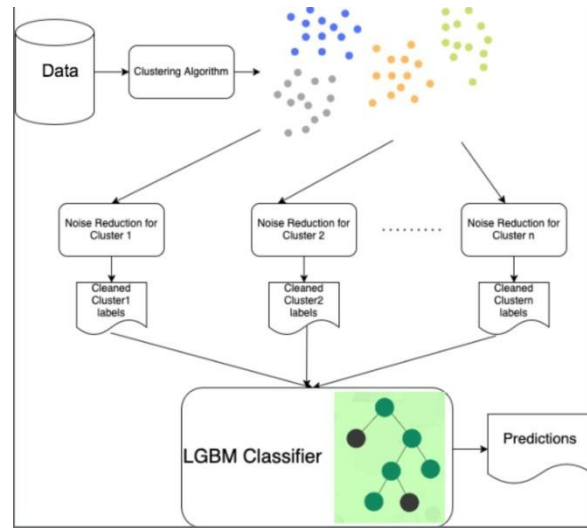 Data
Clustering Algorithm
Noise Reduction for
Cluster 1
Noise Reduction for
Cluster 2
.........
Noise Reduction for
Cluster n
Cleaned
Cluster1
labels
Cleaned
Cluster2
labels
Cleaned
Clustern
labels
LGBM Classifier
Predictions